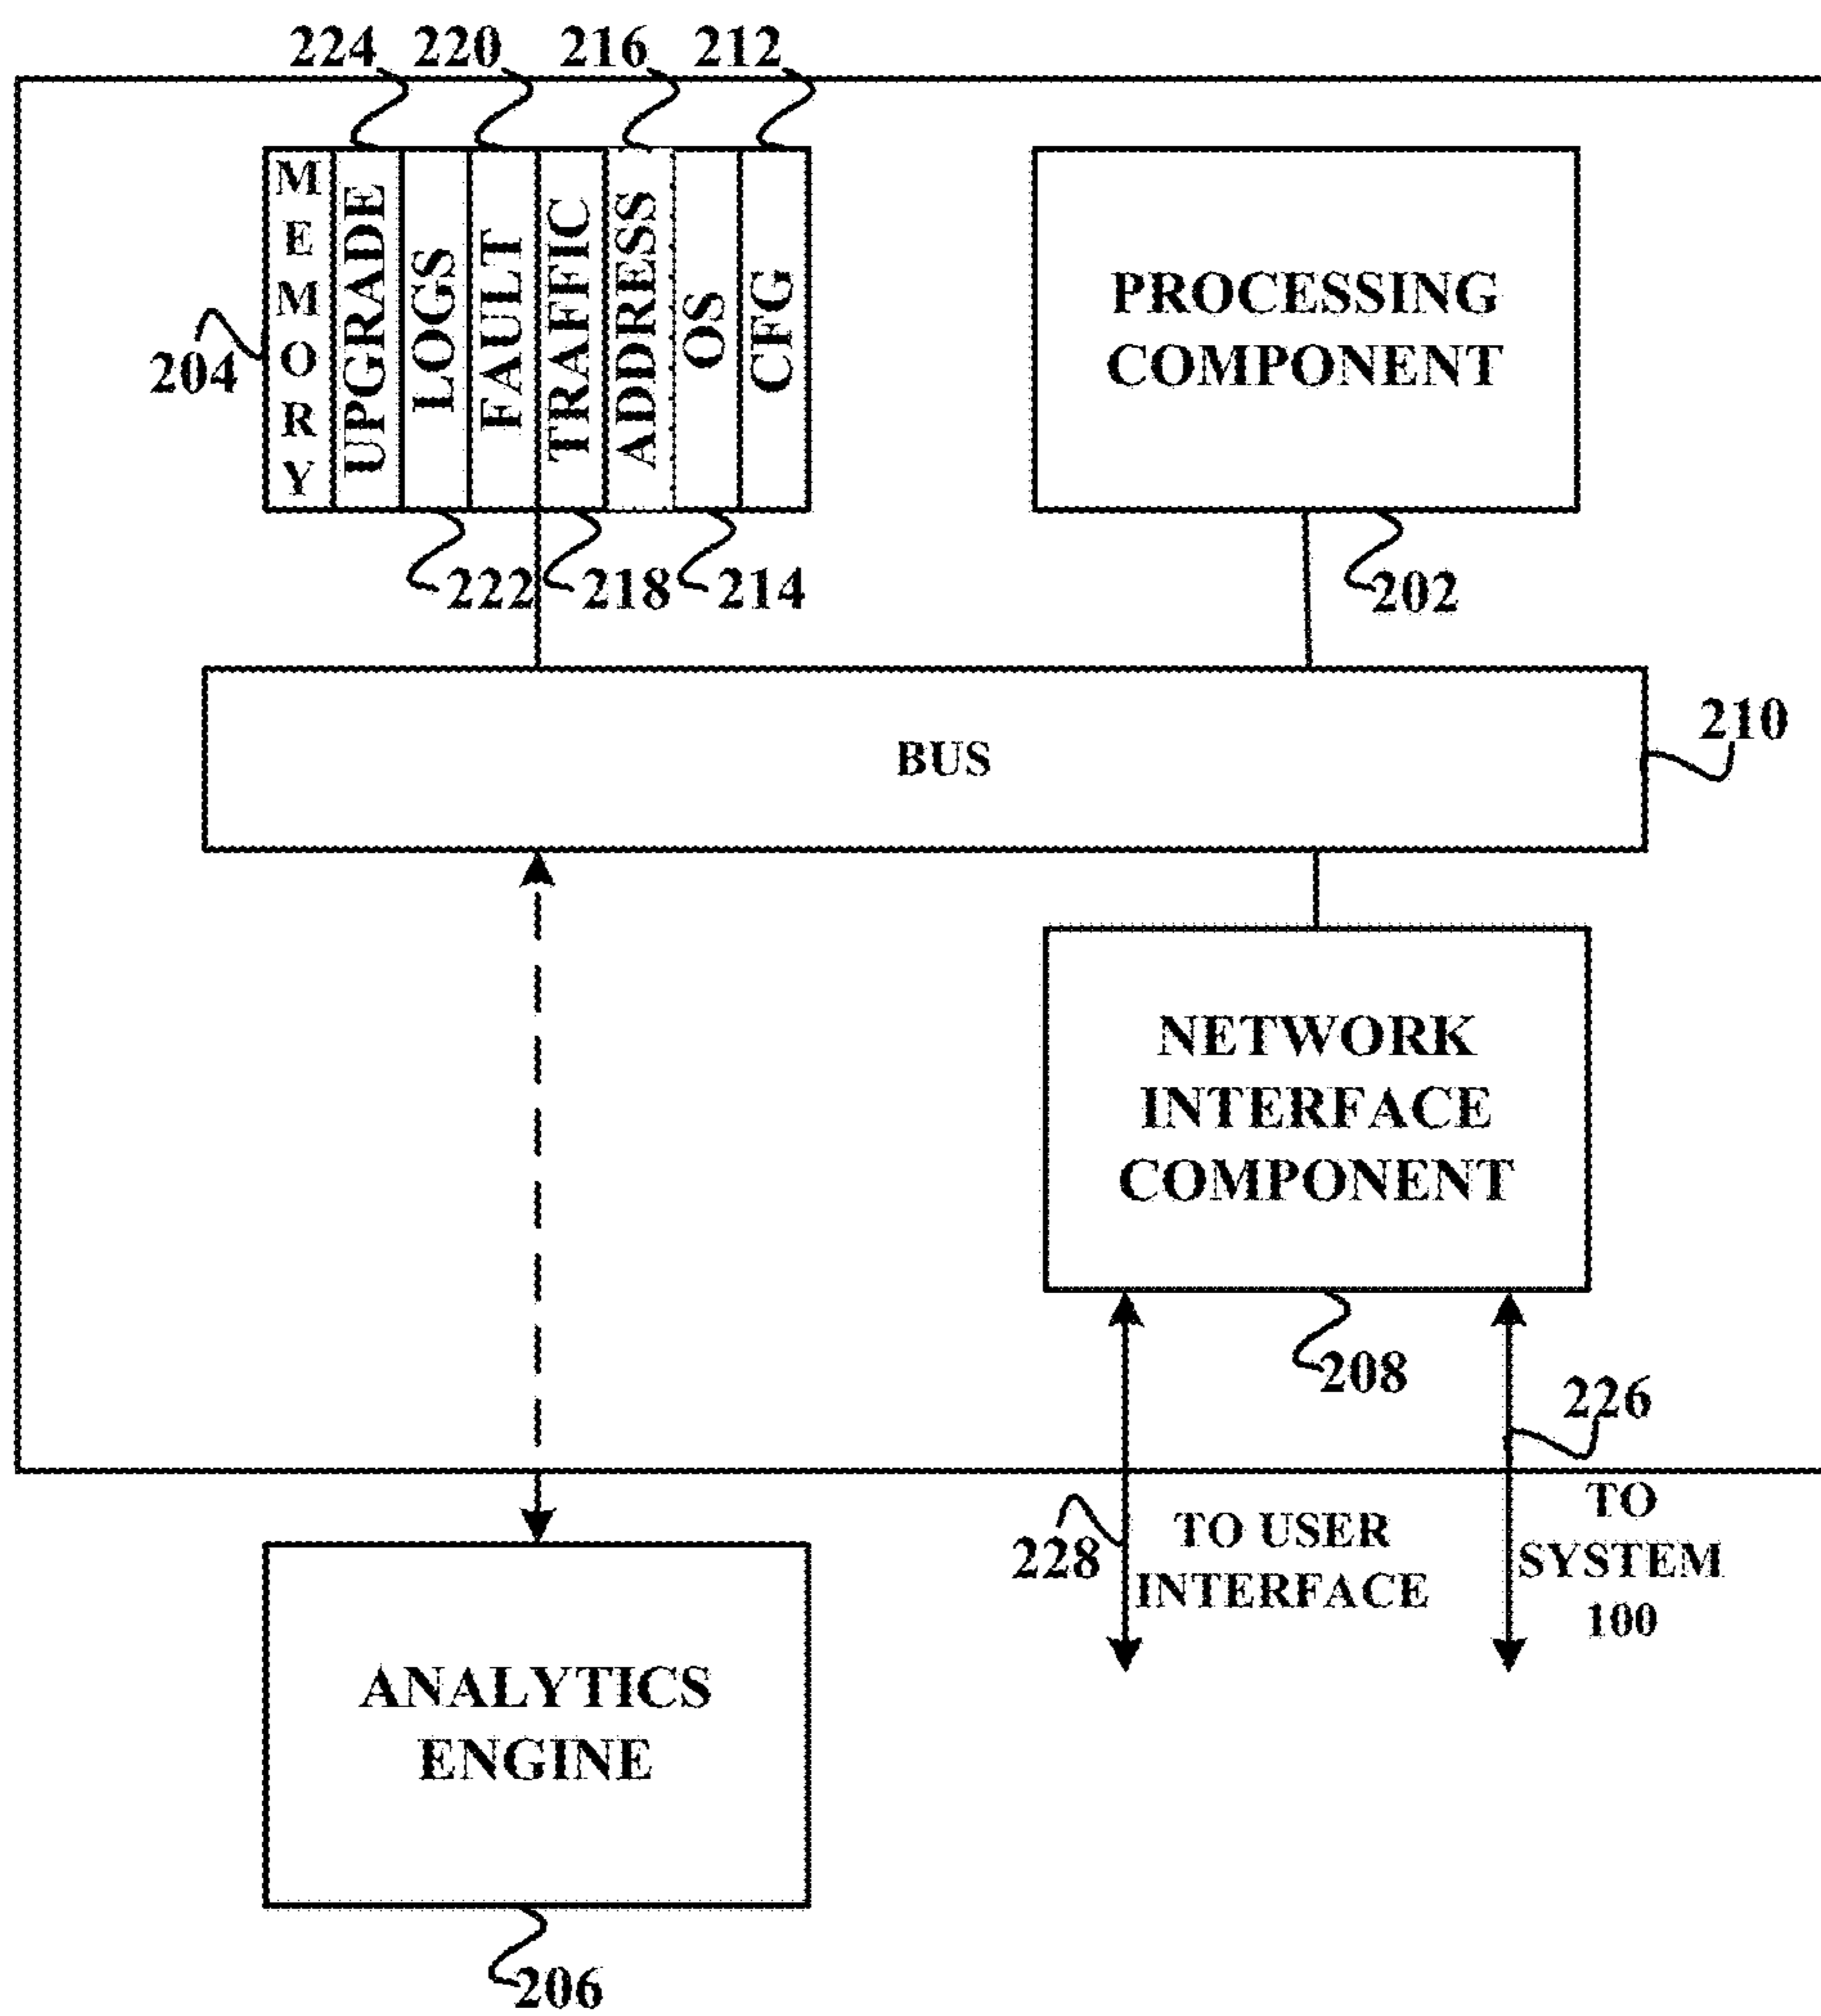 224 220 216 212
MEMORY
UPGRADE
LOGS
FAULT
TRAFFIC
ADDRESS
OS
CFG
204
PROCESSING
COMPONENT
222 218 214
202
BUS
210
NETWORK
INTERFACE
COMPONENT
208
226
228
TO USER
INTERFACE
TO
SYSTEM
100
ANALYTICS
ENGINE
206